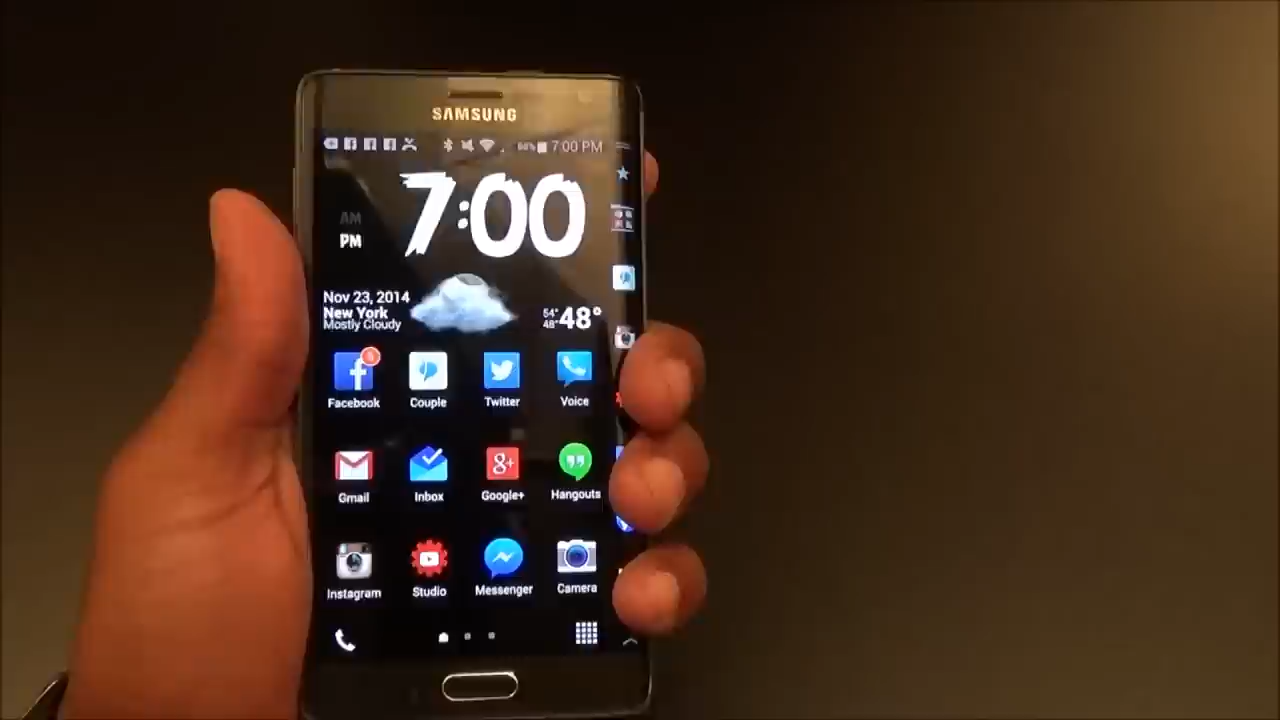 SAMSUNG
7:00 PM
7:00
AM
PM
Nov 23, 2014
New York
Mostly Cloudy
54°
48°
48°
Facebook
Couple
Twitter
Voice
Gmail
Inbox
8+
Google+
Hangouts
Instagram
Studio
Messenger
Camera